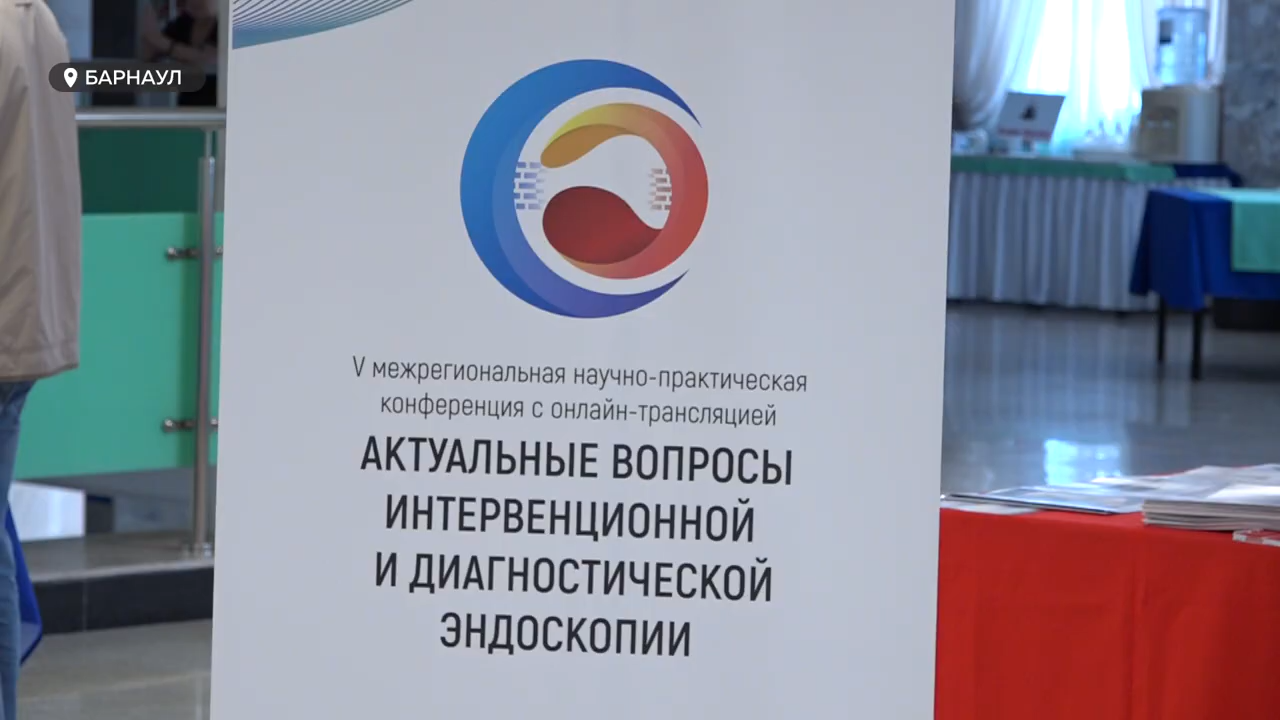 БАРНАУЛ
V межрегиональная научно-практическая
конференция с онлайн-трансляцией
АКТУАЛЬНЫЕ ВОПРОСЫ
ИНТЕРВЕНЦИОННОЙ
И ДИАГНОСТИЧЕСКОЙ
ЭНДОСКОПИИ